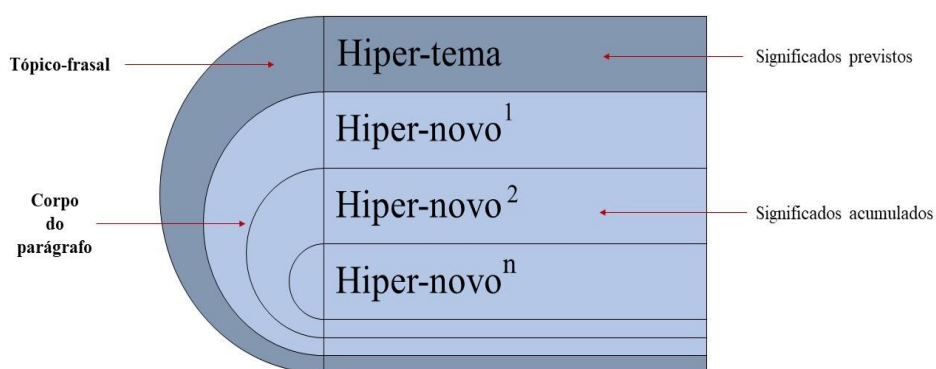 Tópico-frasal
Hiper-tema
Significados previstos
Hiper-novo¹
Corpo
do
parágrafo
Hiper-novo²
Significados acumulados
Hiper-novoⁿ